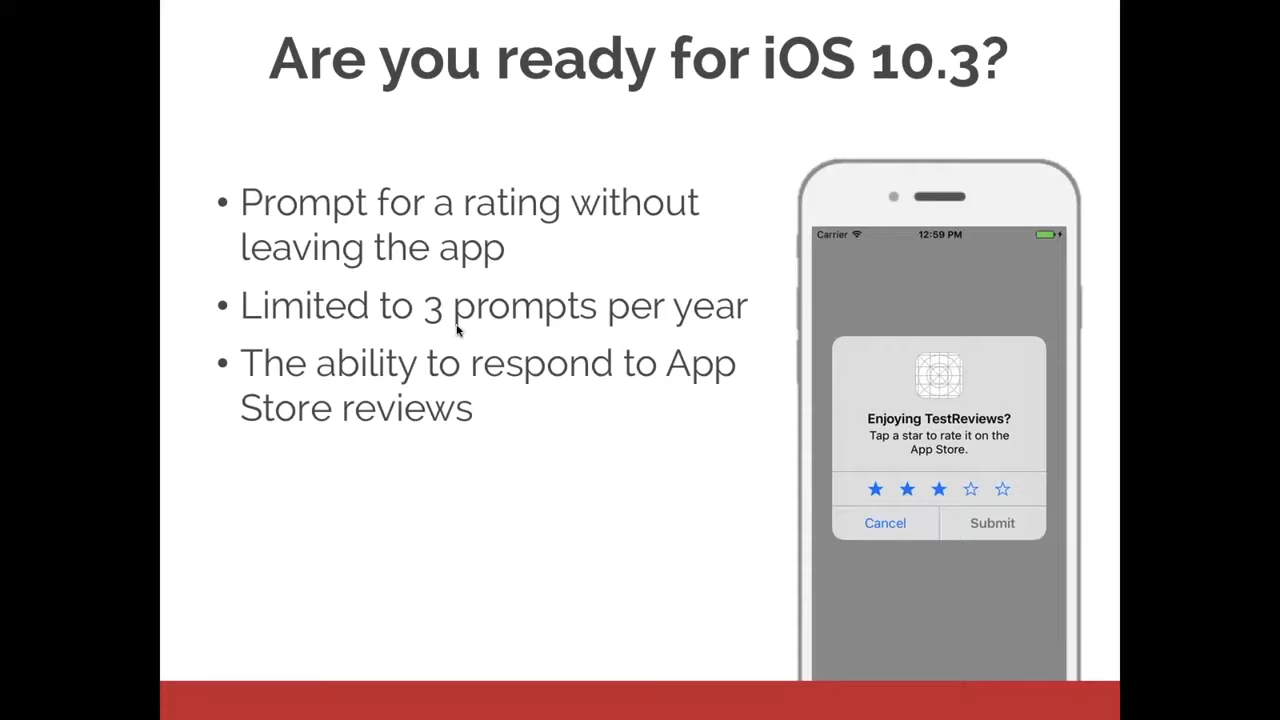 Are you ready for iOS 10.3?
• Prompt for a rating without
leaving the app
• Limited to 3 prompts per year
• The ability to respond to App
Store reviews
Carrier 12:59 PM
Enjoying TestReviews?
Tap a star to rate it on the
App Store.
Cancel Submit